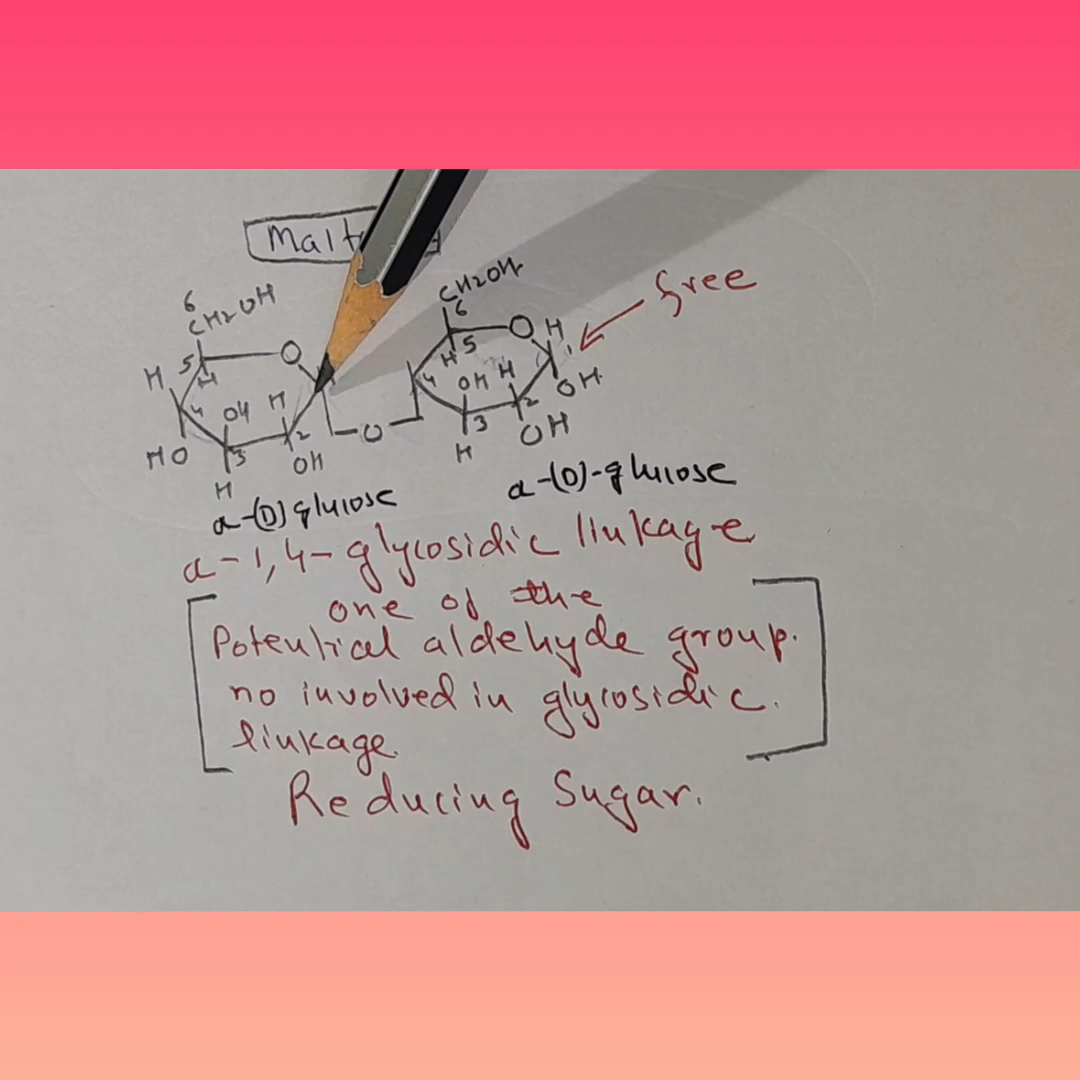 6
CH2OH
CH2OH
6
free
5
O
5
O
H
1
H
H
H
4
OH
H
4
OH
H
OH
HO
3
2
O
3
2
OH
H
OH
H
α-(D) glucose
α-(D)-glucose
α-1,4-glycosidic linkage
one of the
Potential aldehyde group.
no involved in glycosidic.
linkage.
Reducing Sugar.